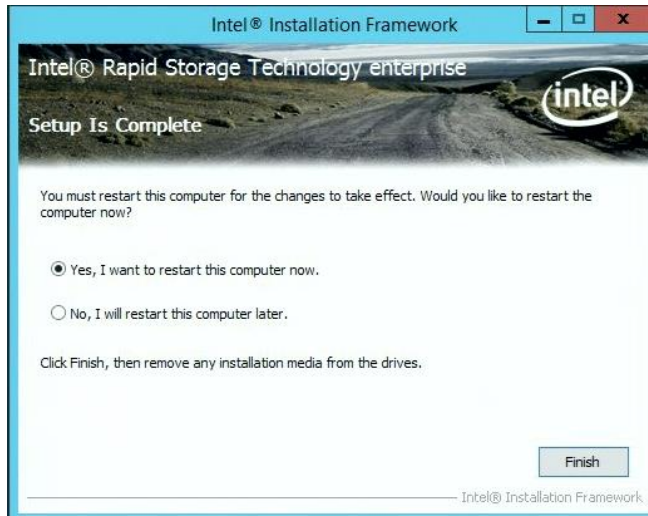 Intel® Installation Framework
Intel® Rapid Storage Technology enterprise
intel
Setup Is Complete
You must restart this computer for the changes to take effect. Would you like to restart the
computer now?
Yes, I want to restart this computer now.
No, I will restart this computer later.
Click Finish, then remove any installation media from the drives.
Finish
Intel® Installation Framework